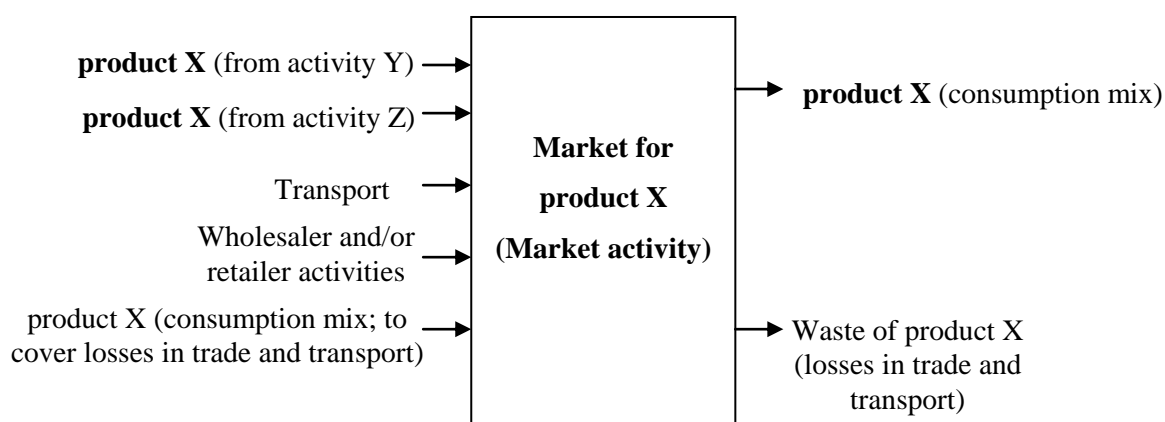 product X (from activity Y)
product X (from activity Z)
Transport
Wholesaler and/or
retailer activities
product X (consumption mix; to
cover losses in trade and transport)
Market for
product X
(Market activity)
product X (consumption mix)
Waste of product X
(losses in trade and
transport)